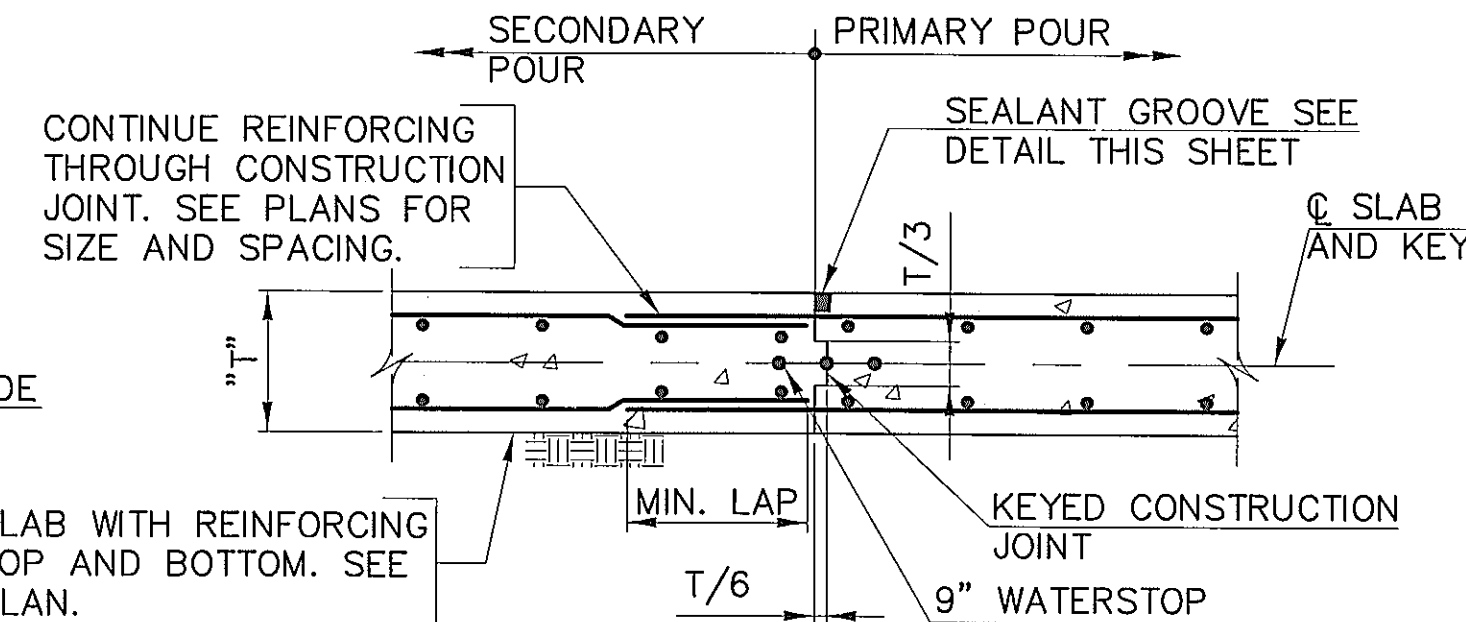 SECONDARY
POUR
PRIMARY POUR
CONTINUE REINFORCING
THROUGH CONSTRUCTION
JOINT. SEE PLANS FOR
SIZE AND SPACING.
SEALANT GROOVE SEE
DETAIL THIS SHEET
T/3
℄ SLAB
AND KEY
"T"
DE
MIN. LAP
LAB WITH REINFORCING
OP AND BOTTOM. SEE
LAN.
KEYED CONSTRUCTION
JOINT
T/6
9" WATERSTOP